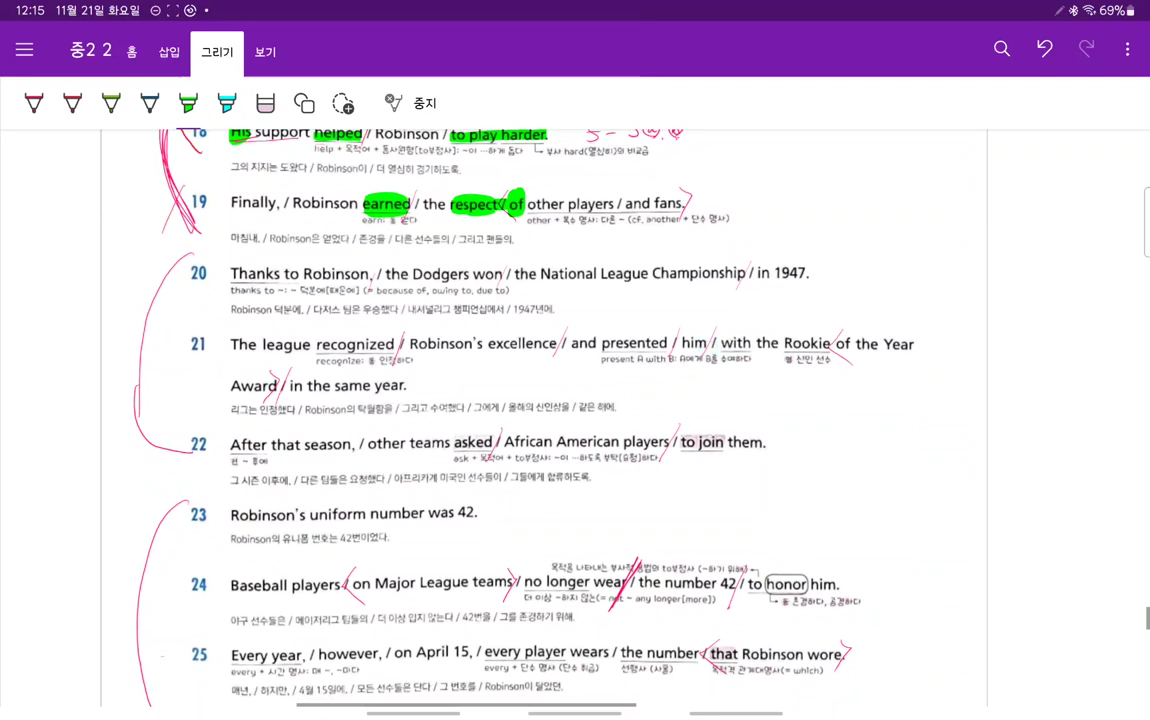 12:15 11월 21일 화요일 69%
중2 2 홈 삽입 그리기 보기
중지
18 His support helped / Robinson / to play harder.
help + 목적어 + 동사원형[to부정사]: ~이 …하게 돕다 부사 hard(열심히)의 비교급
그의 지지는 도왔다 / Robinson이 / 더 열심히 경기하도록.
19 Finally, / Robinson earned / the respect / of other players / and fans.
earn: 동 얻다 other + 복수 명사: 다른 ~ (cf. another + 단수 명사)
마침내, / Robinson은 얻었다 / 존경을 / 다른 선수들의 / 그리고 팬들의.
20 Thanks to Robinson, / the Dodgers won / the National League Championship / in 1947.
thanks to ~: ~ 덕분에[때문에] (= because of, owing to, due to)
Robinson 덕분에, / 다저스 팀은 우승했다 / 내셔널리그 챔피언십에서 / 1947년에.
21 The league recognized / Robinson's excellence / and presented / him / with the Rookie of the Year
recognize: 동 인정하다 present A with B: A에게 B를 수여하다 명 신인 선수
Award / in the same year.
리그는 인정했다 / Robinson의 탁월함을 / 그리고 수여했다 / 그에게 / 올해의 신인상을 / 같은 해에.
22 After that season, / other teams asked / African American players / to join them.
전 ~ 후에 ask + 목적어 + to부정사: ~이 …하도록 부탁[요청]하다
그 시즌 이후에, / 다른 팀들은 요청했다 / 아프리카계 미국인 선수들이 / 그들에게 합류하도록.
23 Robinson's uniform number was 42.
Robinson의 유니폼 번호는 42번이었다.
목적을 나타내는 부사적 용법의 to부정사 (~하기 위해)
24 Baseball players / on Major League teams / no longer wear / the number 42 / to honor him.
더 이상 ~하지 않는(= not ~ any longer[more]) 동 존경하다, 공경하다
야구 선수들은 / 메이저리그 팀들의 / 더 이상 입지 않는다 / 42번을 / 그를 존경하기 위해.
25 Every year, / however, / on April 15, / every player wears / the number / that Robinson wore.
every + 시간 명사: 매 ~, ~마다 every + 단수 명사 (단수 취급) 선행사 (사물) 목적격 관계대명사(= which)
매년, / 하지만, / 4월 15일에, / 모든 선수들은 단다 / 그 번호를 / Robinson이 달았던.